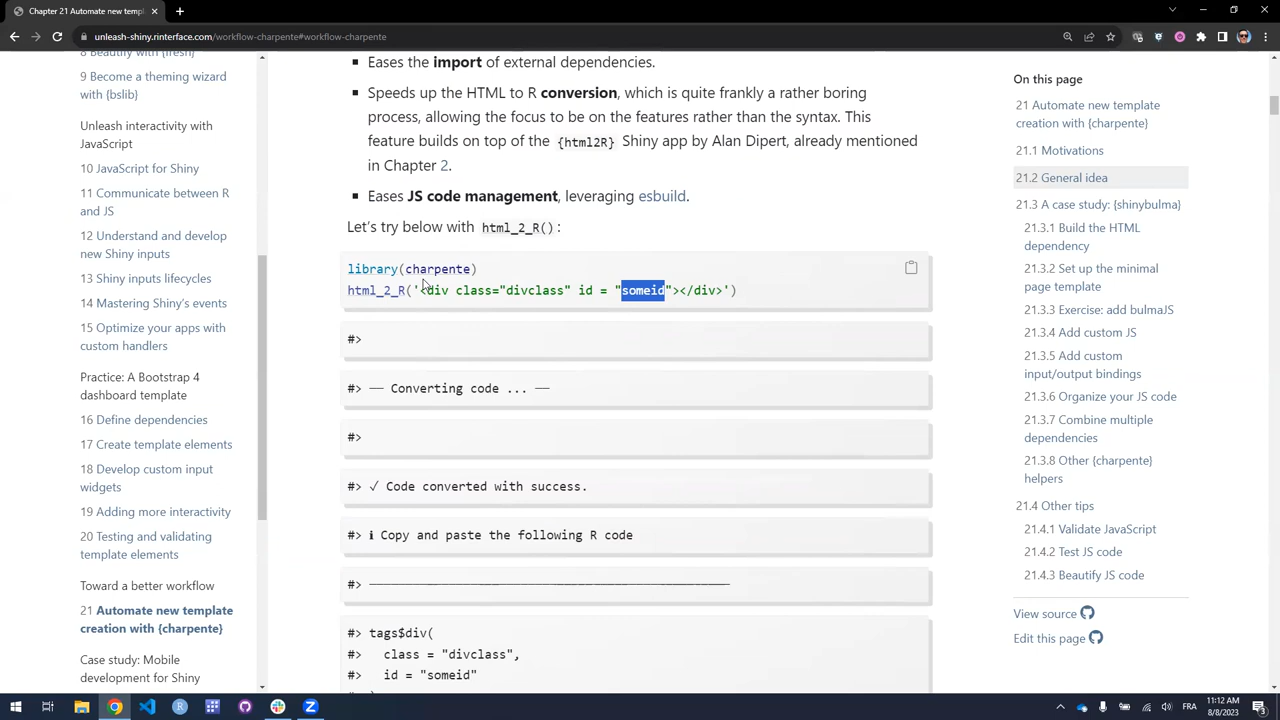 Chapter 21 Automate new templ
unleash-shiny.rinterface.com/workflow-charpente#workflow-charpente
8 Beautify with {fresh}
9 Become a theming wizard
with {bslib}
Unleash interactivity with
JavaScript
10 JavaScript for Shiny
11 Communicate between R
and JS
12 Understand and develop
new Shiny inputs
13 Shiny inputs lifecycles
14 Mastering Shiny's events
15 Optimize your apps with
custom handlers
Practice: A Bootstrap 4
dashboard template
16 Define dependencies
17 Create template elements
18 Develop custom input
widgets
19 Adding more interactivity
20 Testing and validating
template elements
Toward a better workflow
21 Automate new template
creation with {charpente}
Case study: Mobile
development for Shiny
Eases the import of external dependencies.
Speeds up the HTML to R conversion, which is quite frankly a rather boring
process, allowing the focus to be on the features rather than the syntax. This
feature builds on top of the {html2R} Shiny app by Alan Dipert, already mentioned
in Chapter 2.
Eases JS code management, leveraging esbuild.
Let's try below with html_2_R():
library(charpente)
html_2_R('<div class="divclass" id = "someid"></div>')
#>
#> ── Converting code ... ──
#>
#> ✓ Code converted with success.
#> ℹ Copy and paste the following R code
#> ────────────────────────────────────────────────
#> tags$div(
#>   class = "divclass",
#>   id = "someid"
On this page
21 Automate new template
creation with {charpente}
21.1 Motivations
21.2 General idea
21.3 A case study: {shinybulma}
21.3.1 Build the HTML
dependency
21.3.2 Set up the minimal
page template
21.3.3 Exercise: add bulmaJS
21.3.4 Add custom JS
21.3.5 Add custom
input/output bindings
21.3.6 Organize your JS code
21.3.7 Combine multiple
dependencies
21.3.8 Other {charpente}
helpers
21.4 Other tips
21.4.1 Validate JavaScript
21.4.2 Test JS code
21.4.3 Beautify JS code
View source
Edit this page
FRA
11:12 AM
8/8/2023